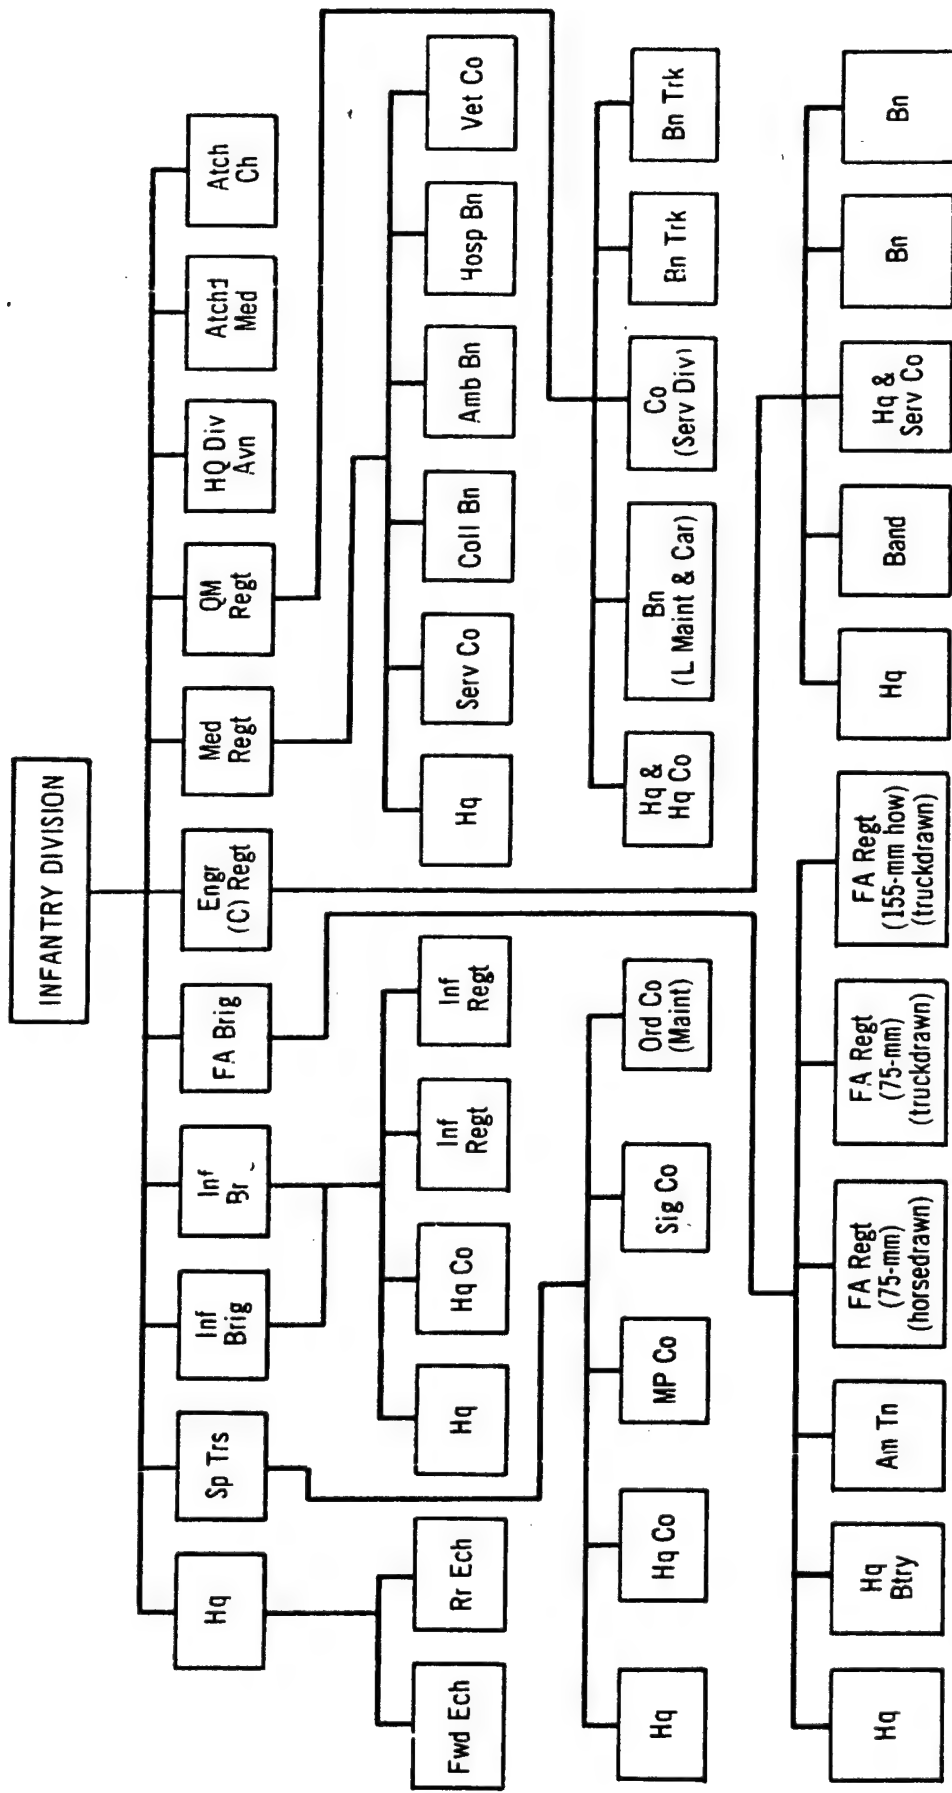 INFANTRY DIVISION
Hq
Sp Trs
Inf
Brig
Inf
Br
FA Brig
Engr
(C) Regt
Med
Regt
QM
Regt
HQ Div
Avn
Atchd
Med
Atch
Ch
Fwd Ech
Rr Ech
Hq
Hq Co
Inf
Regt
Inf
Regt
Hq
Serv Co
Coll Bn
Amb Bn
Hosp Bn
Vet Co
Hq
Hq Co
MP Co
Sig Co
Ord Co
(Maint)
Hq &
Hq Co
Bn
(L Maint & Car)
Co
(Serv Div)
Bn Trk
Bn Trk
Hq
Hq
Btry
Am Tn
FA Regt
(75-mm)
(horsedrawn)
FA Regt
(75-mm)
(truckdrawn)
FA Regt
(155-mm how)
(truckdrawn)
Hq
Band
Hq &
Serv Co
Bn
Bn